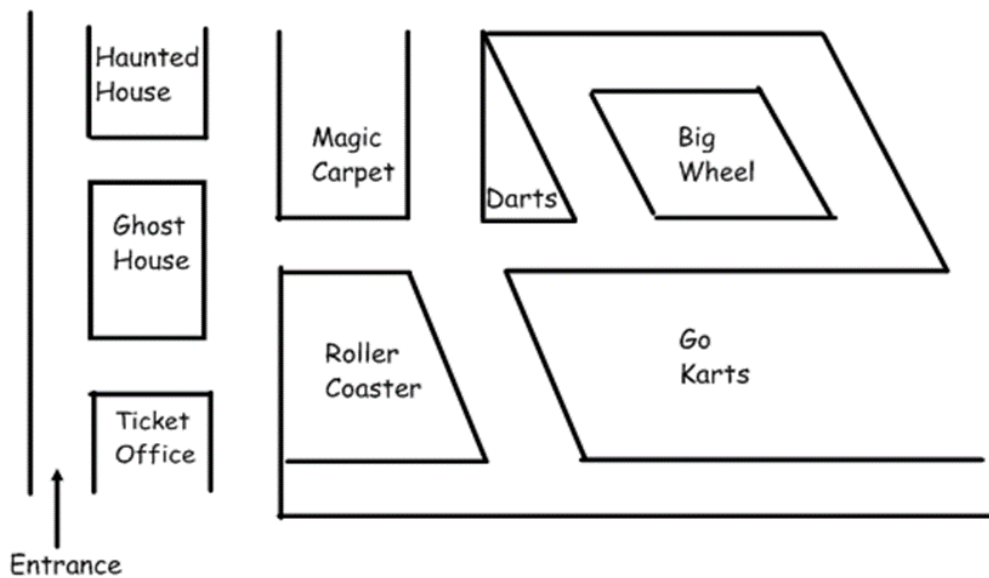 Haunted
House
Magic
Carpet
Big
Wheel
Darts
Ghost
House
Roller
Coaster
Go
Karts
Ticket
Office
Entrance